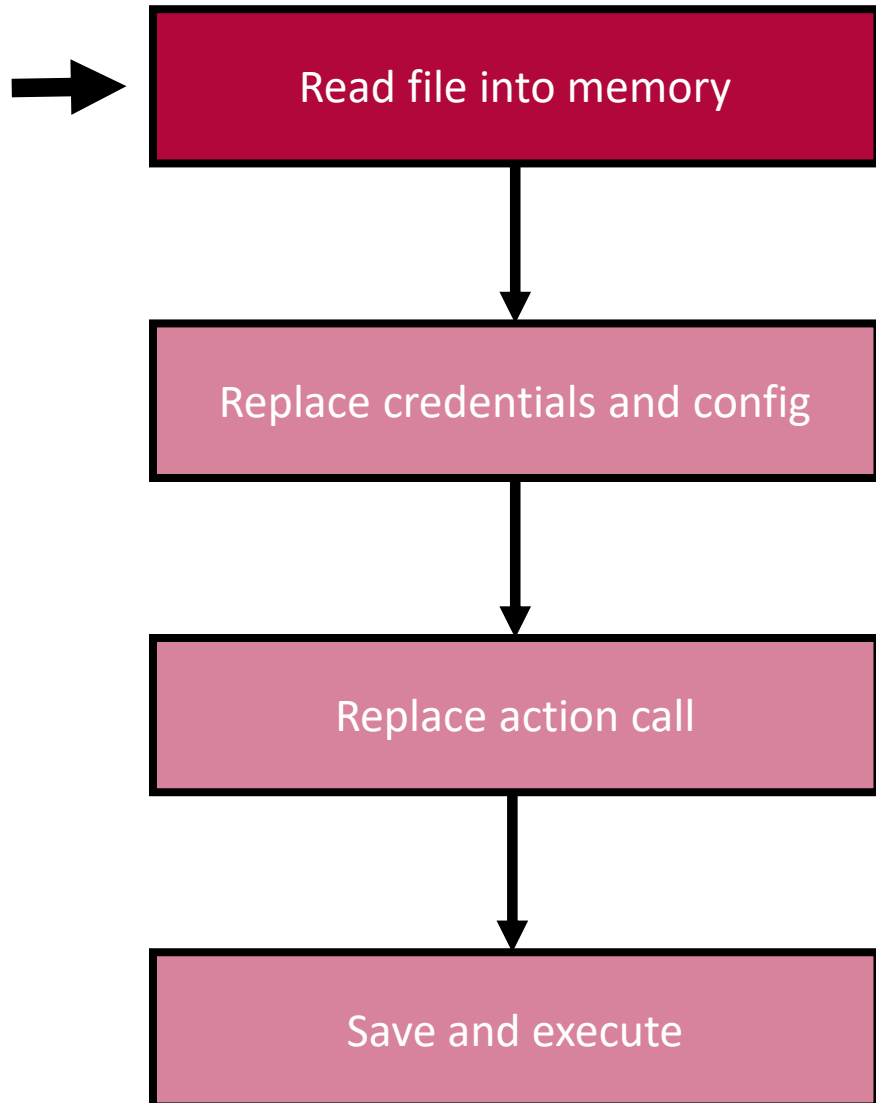 Read file into memory
Replace credentials and config
Replace action call
Save and execute